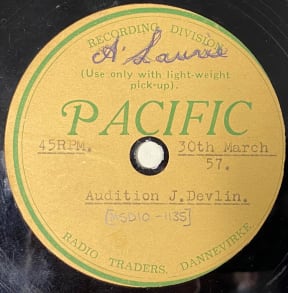 RECORDING DIVISION
A' Laurie
(Use only with light-weight
pick-up).
PACIFIC
45RPM. 30th March
57.
Audition J.Devlin.
[MSD10-1135]
RADIO TRADERS. DANNEVIRKE.